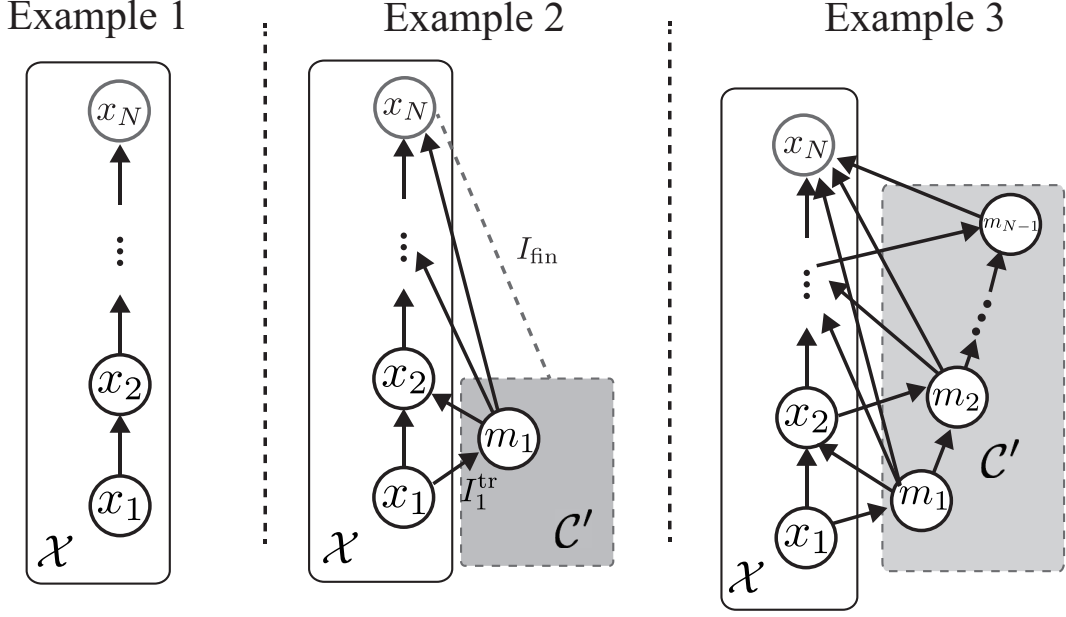 Example 1
x_N
⋮
x_2
x_1
𝒳
Example 2
x_N
⋮
I_fin
x_2
m_1
x_1
I_1^tr
𝒞′
𝒳
Example 3
x_N
m_{N−1}
⋮
x_2
m_2
𝒞′
m_1
x_1
𝒳